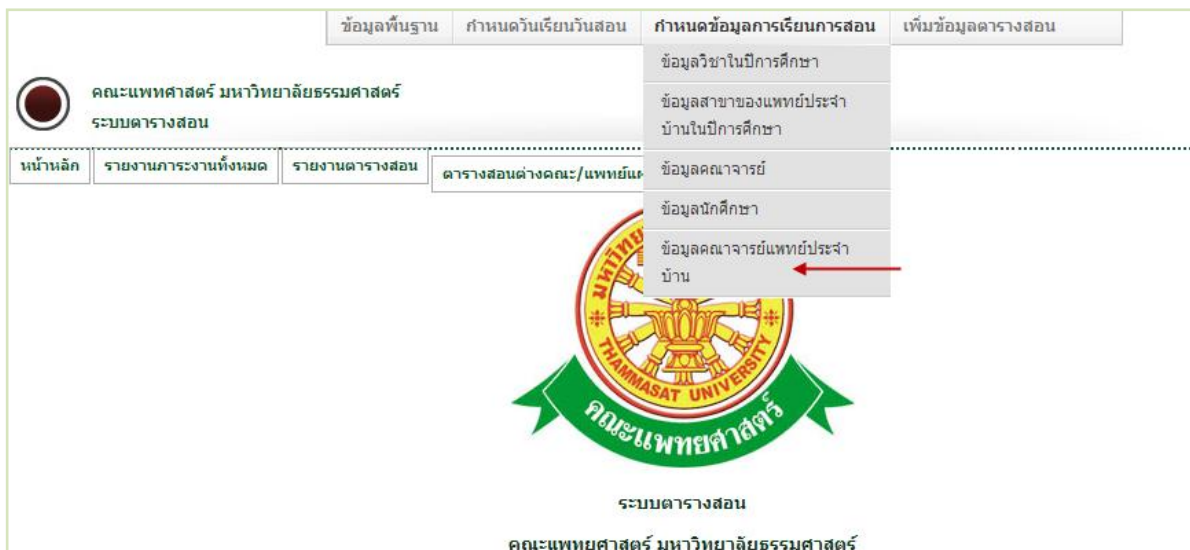 ข้อมูลพื้นฐาน กำหนดวันเรียนวันสอน กำหนดข้อมูลการเรียนการสอน เพิ่มข้อมูลตารางสอน
ข้อมูลวิชาในปีการศึกษา
ข้อมูลสาขาของแพทย์ประจำ
บ้านในปีการศึกษา
ข้อมูลคณาจารย์
ข้อมูลนักศึกษา
ข้อมูลคณาจารย์แพทย์ประจำ
บ้าน
คณะแพทศาสตร์ มหาวิทยาลัยธรรมศาสตร์
ระบบตารางสอน
หน้าหลัก รายงานภาระงานทั้งหมด รายงานตารางสอน ตารางสอนต่างคณะ/แพทย์
THAMMASAT UNIVERSITY
คณะแพทยศาสตร์
ระบบตารางสอน
คณะแพทยศาสตร์ มหาวิทยาลัยธรรมศาสตร์